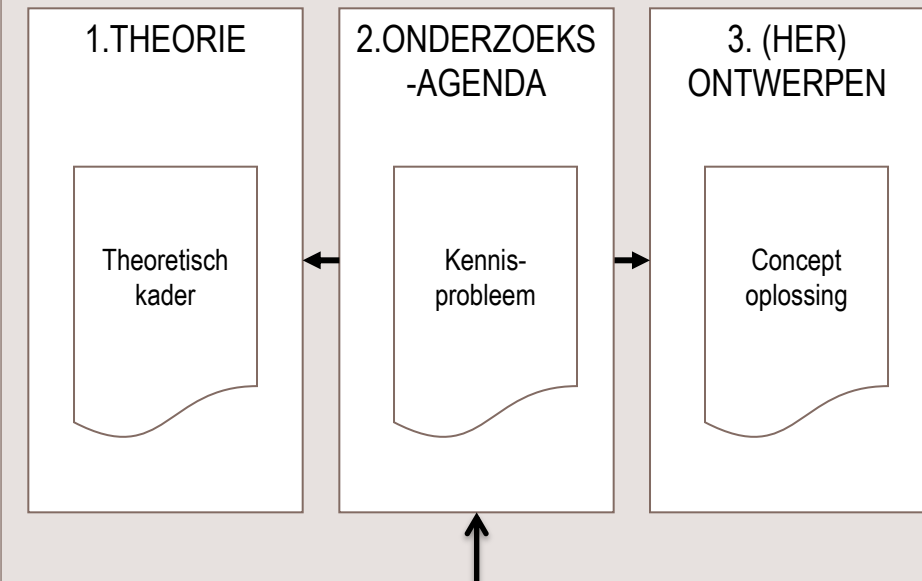 1.THEORIE
Theoretisch
kader
2.ONDERZOEKS
-AGENDA
Kennis-
probleem
3. (HER)
ONTWERPEN
Concept
oplossing